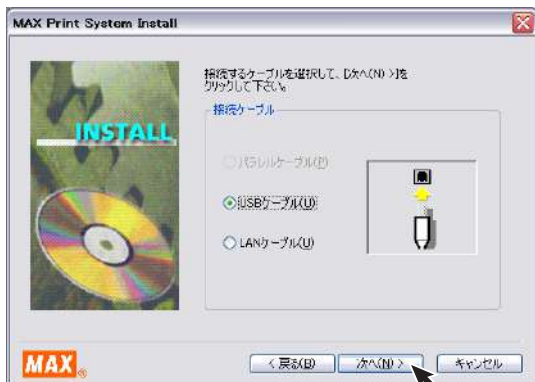 MAX Print System Install
接続するケーブルを選択して、[次へ(N) >]を
クリックして下さい。
接続ケーブル
INSTALL
パラレルケーブル(P)
USBケーブル(U)
LANケーブル(U)
MAX®
< 戻る(B)
次へ(N) >
キャンセル